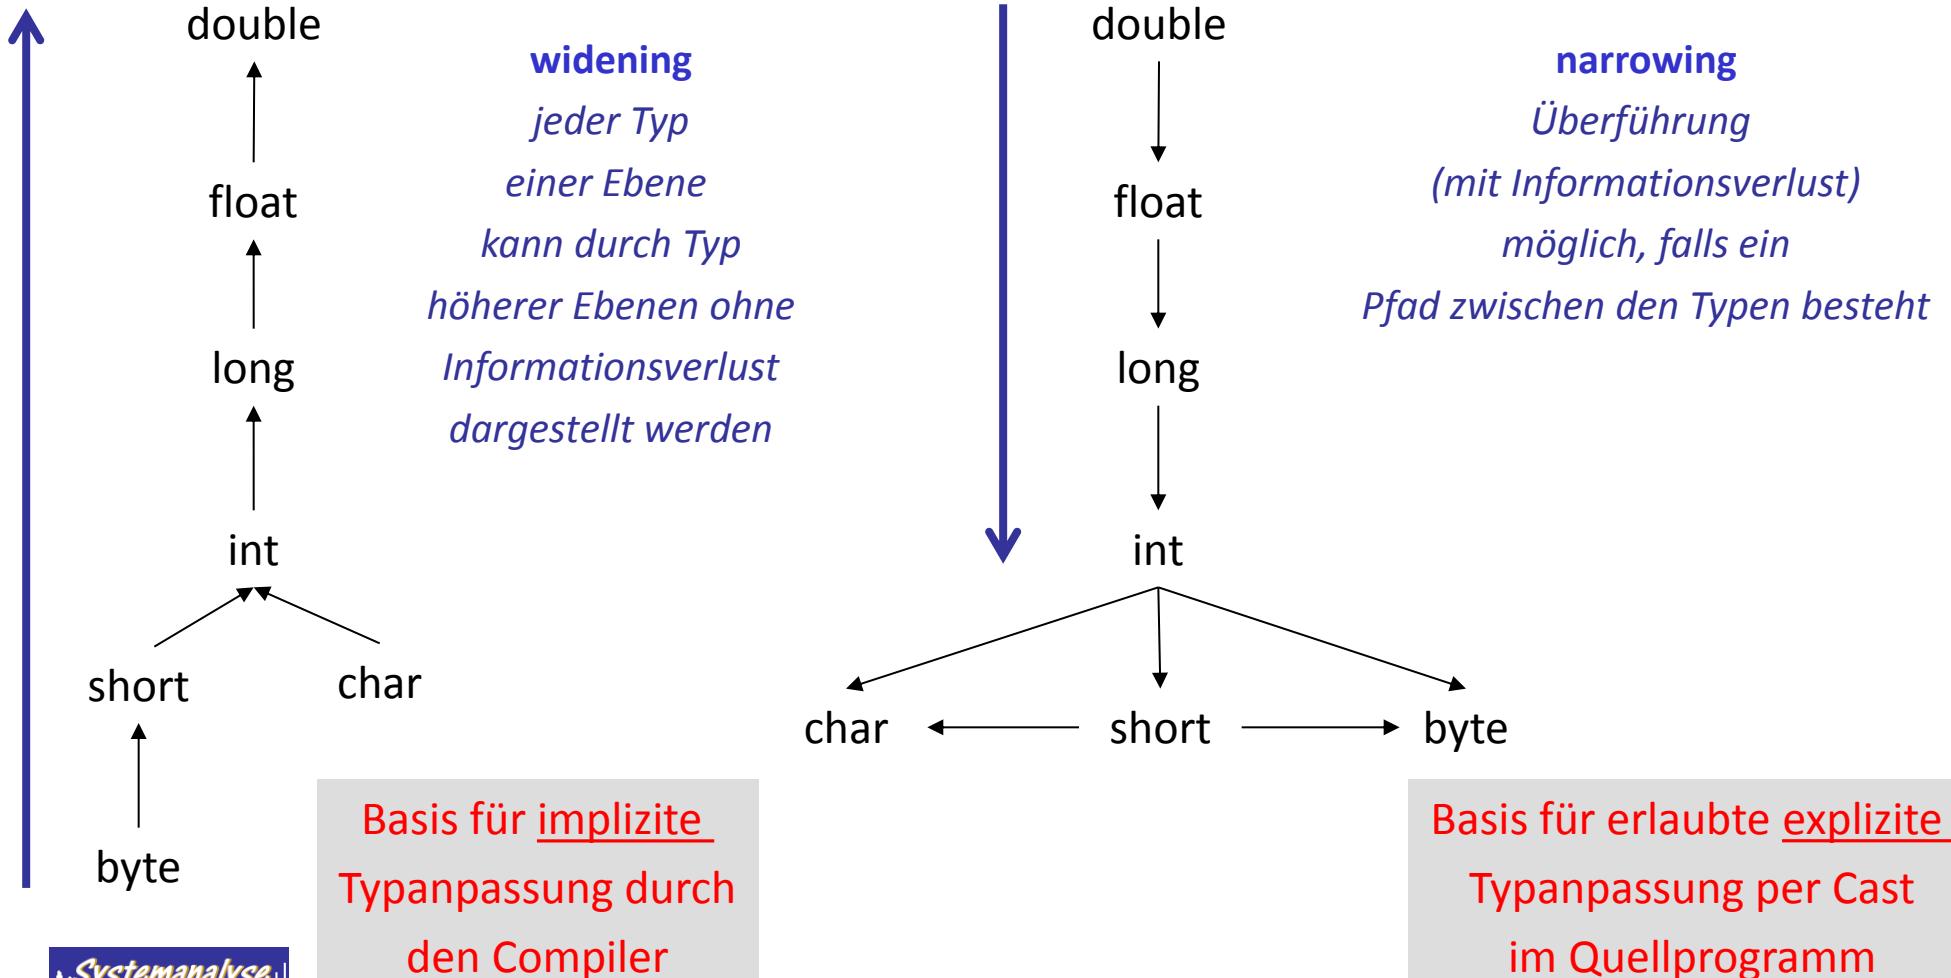 double
widening
jeder Typ
einer Ebene
kann durch Typ
höherer Ebenen ohne
Informationsverlust
dargestellt werden
float
long
int
short
char
byte
Basis für implizite
Typanpassung durch
den Compiler
Systemanalyse
double
narrowing
Überführung
(mit Informationsverlust)
möglich, falls ein
Pfad zwischen den Typen besteht
float
long
int
char
short
byte
Basis für erlaubte explizite
Typanpassung per Cast
im Quellprogramm